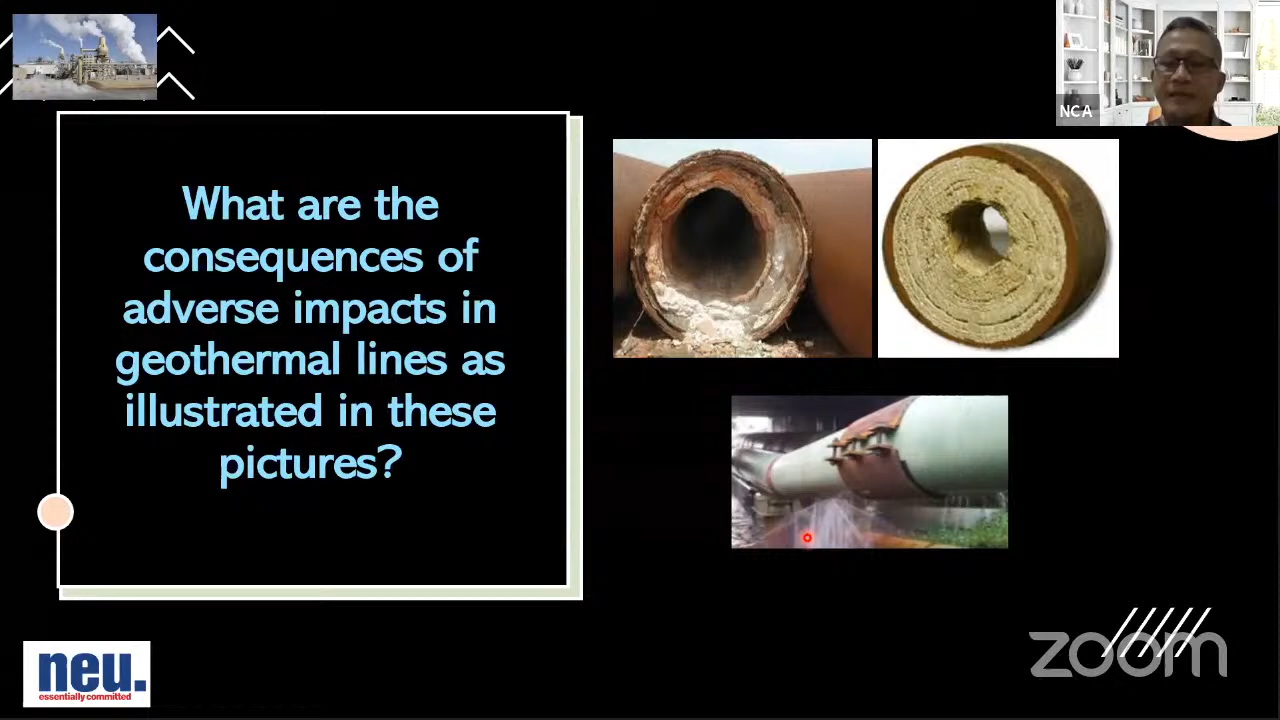 NCA
What are the
consequences of
adverse impacts in
geothermal lines as
illustrated in these
pictures?
neu.
essentially committed
zoom